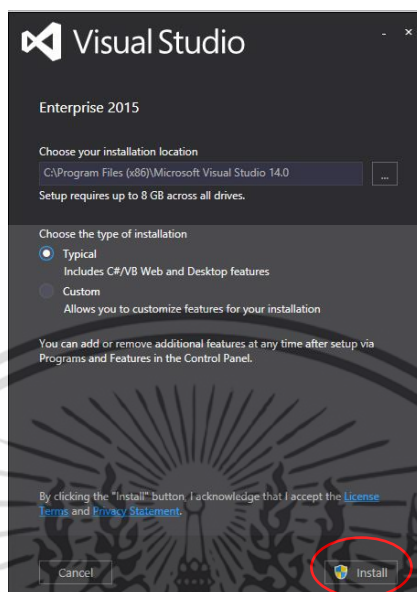 Visual Studio
Enterprise 2015
Choose your installation location
C:\Program Files (x86)\Microsoft Visual Studio 14.0
...
Setup requires up to 8 GB across all drives.
Choose the type of installation
Typical
Includes C#/VB Web and Desktop features
Custom
Allows you to customize features for your installation
You can add or remove additional features at any time after setup via
Programs and Features in the Control Panel.
By clicking the "Install" button, I acknowledge that I accept the License
Terms and Privacy Statement.
Cancel
Install